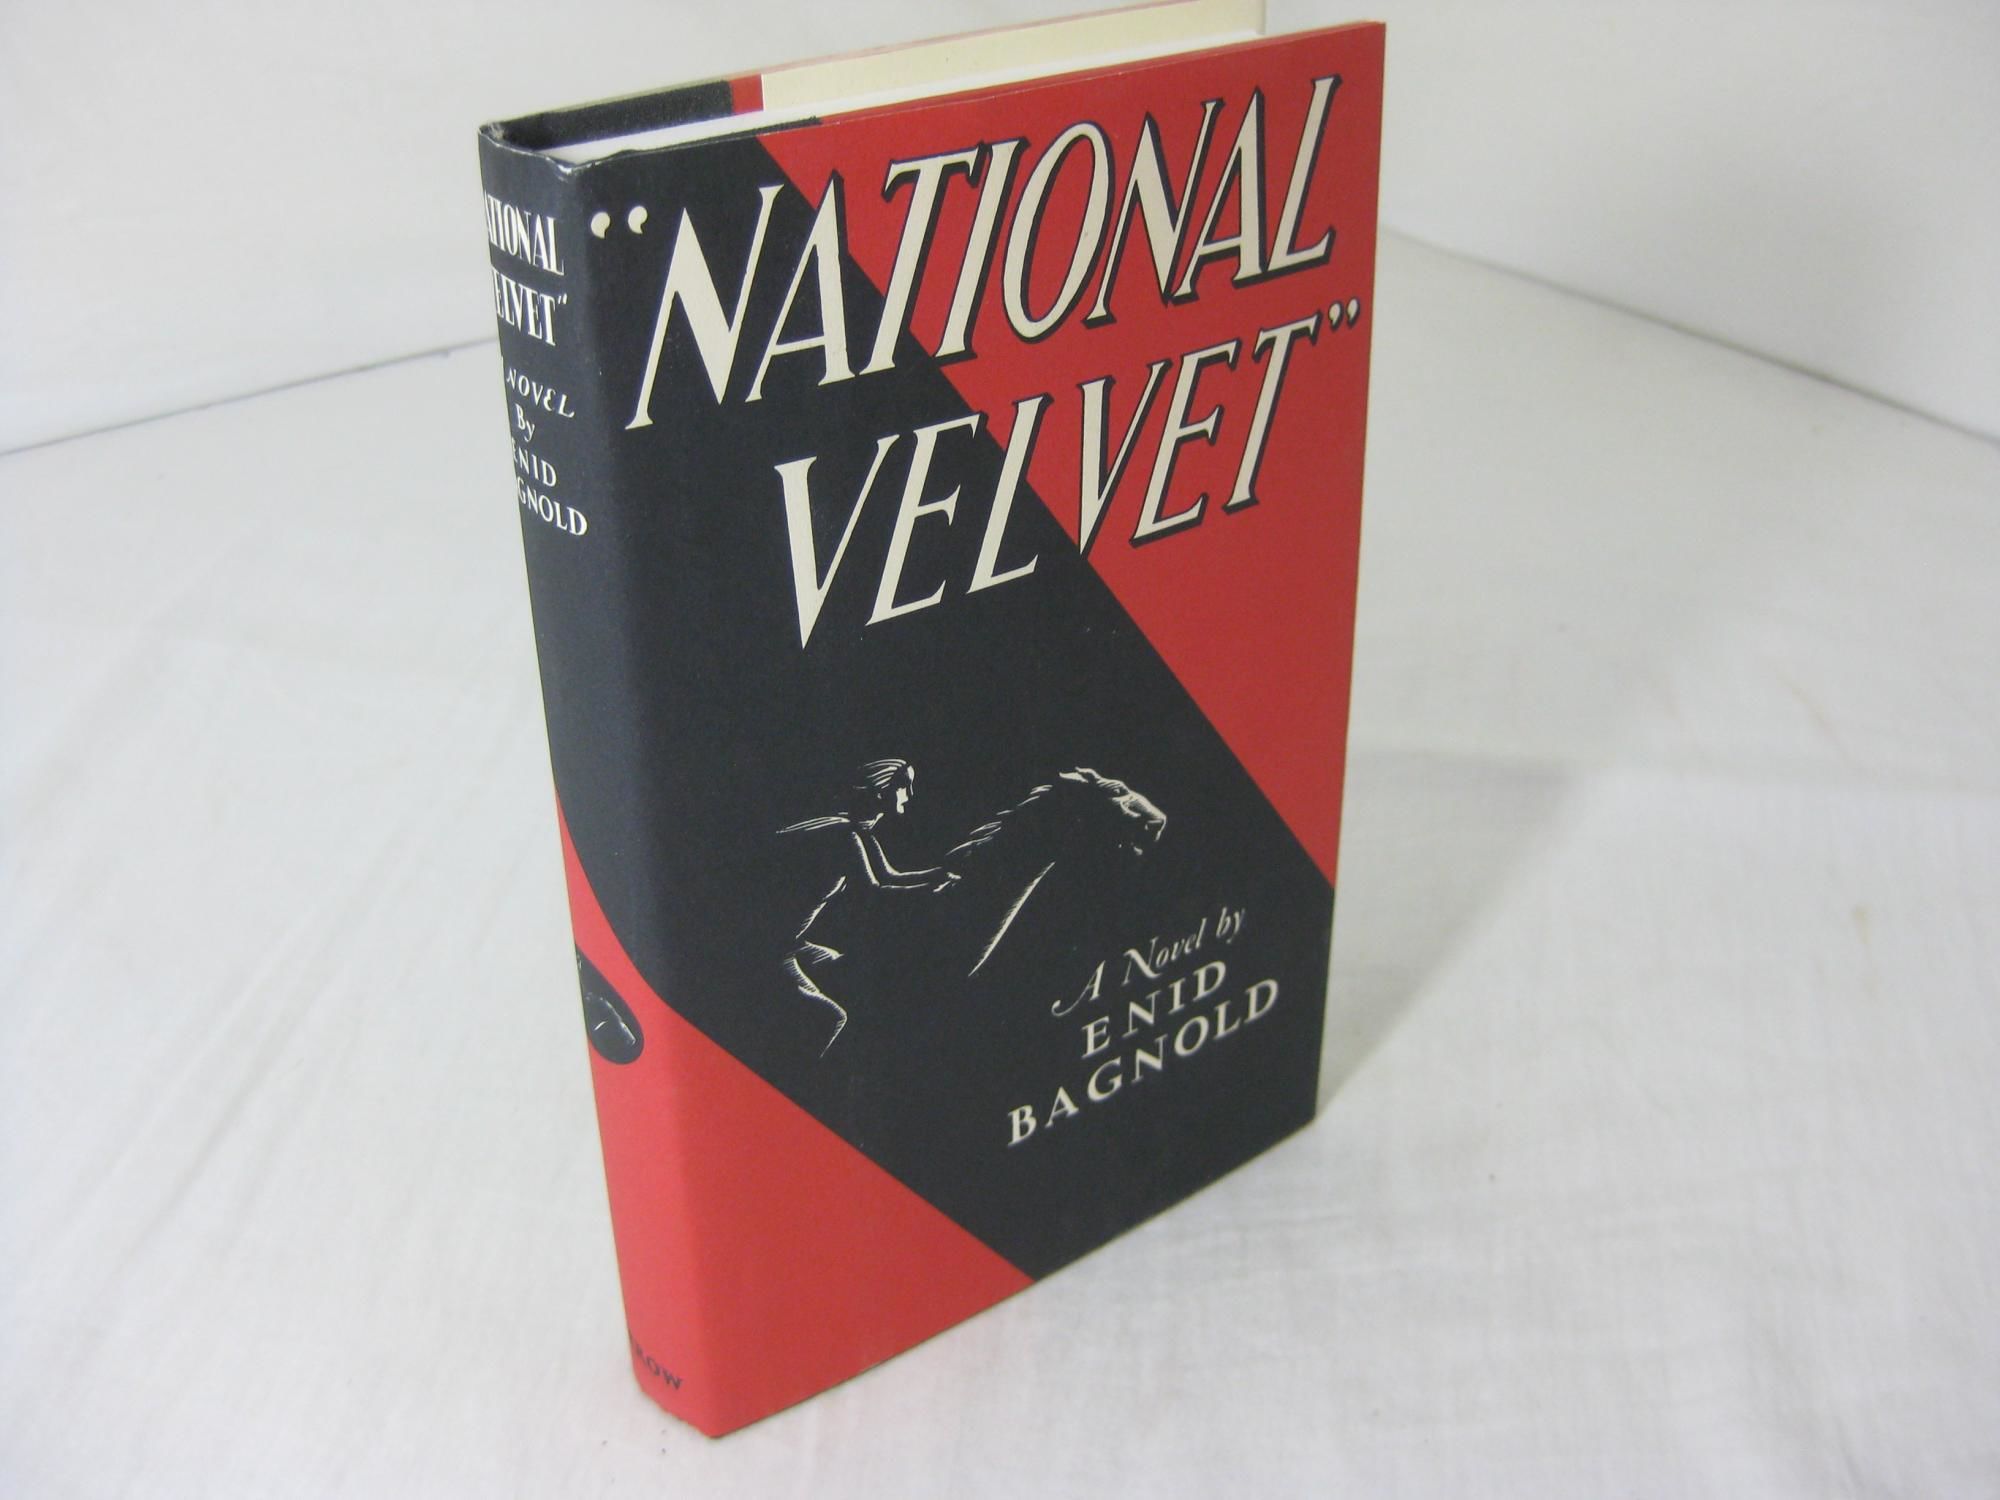 “NATIONAL
VELVET”
A Novel by
ENID
BAGNOLD
NATIONAL
VELVET"
A NOVEL
By
ENID
BAGNOLD